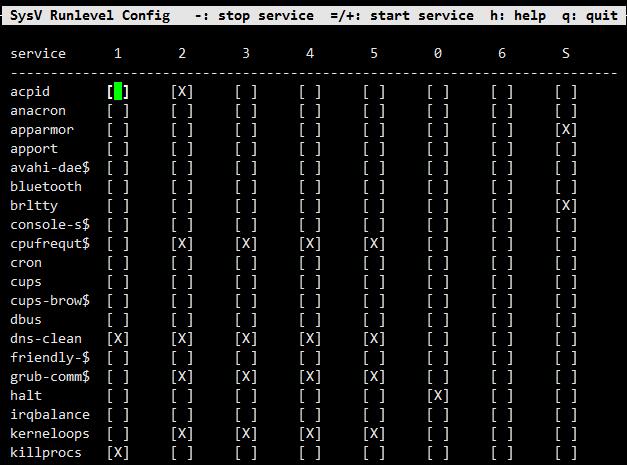 SysV Runlevel Config   -: stop service  =/+: start service  h: help  q: quit
service      1       2       3       4       5       0       6       S
----------------------------------------------------------------------------
acpid       [ ]     [X]     [ ]     [ ]     [ ]     [ ]     [ ]     [ ]
anacron     [ ]     [ ]     [ ]     [ ]     [ ]     [ ]     [ ]     [ ]
apparmor    [ ]     [ ]     [ ]     [ ]     [ ]     [ ]     [ ]     [X]
apport      [ ]     [ ]     [ ]     [ ]     [ ]     [ ]     [ ]     [ ]
avahi-dae$  [ ]     [ ]     [ ]     [ ]     [ ]     [ ]     [ ]     [ ]
bluetooth   [ ]     [ ]     [ ]     [ ]     [ ]     [ ]     [ ]     [ ]
brltty      [ ]     [ ]     [ ]     [ ]     [ ]     [ ]     [ ]     [X]
console-s$  [ ]     [ ]     [ ]     [ ]     [ ]     [ ]     [ ]     [ ]
cpufrequt$  [ ]     [X]     [X]     [X]     [X]     [ ]     [ ]     [ ]
cron        [ ]     [ ]     [ ]     [ ]     [ ]     [ ]     [ ]     [ ]
cups        [ ]     [ ]     [ ]     [ ]     [ ]     [ ]     [ ]     [ ]
cups-brow$  [ ]     [ ]     [ ]     [ ]     [ ]     [ ]     [ ]     [ ]
dbus        [ ]     [ ]     [ ]     [ ]     [ ]     [ ]     [ ]     [ ]
dns-clean   [X]     [X]     [X]     [X]     [X]     [ ]     [ ]     [ ]
friendly-$  [ ]     [ ]     [ ]     [ ]     [ ]     [ ]     [ ]     [ ]
grub-comm$  [ ]     [X]     [X]     [X]     [X]     [ ]     [ ]     [ ]
halt        [ ]     [ ]     [ ]     [ ]     [ ]     [X]     [ ]     [ ]
irqbalance  [ ]     [ ]     [ ]     [ ]     [ ]     [ ]     [ ]     [ ]
kerneloops  [ ]     [X]     [X]     [X]     [X]     [ ]     [ ]     [ ]
killprocs   [X]     [ ]     [ ]     [ ]     [ ]     [ ]     [ ]     [ ]